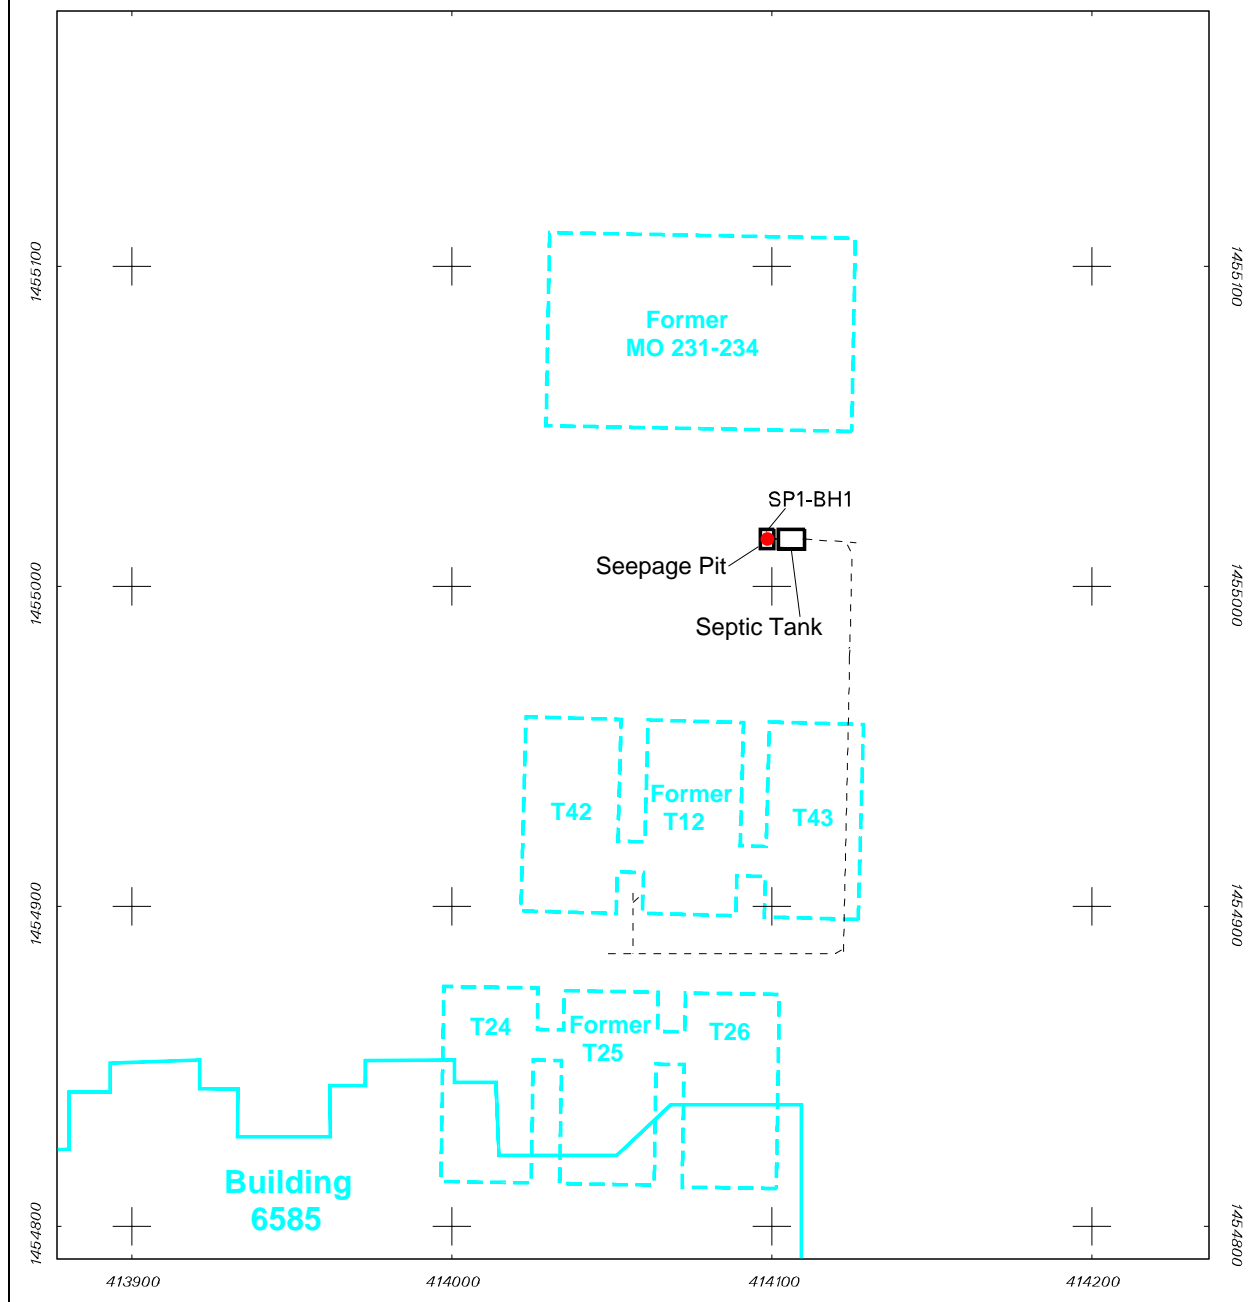 1455100
1455100
Former
MO 231-234
SP1-BH1
Seepage Pit
1455000
1455000
Septic Tank
T42
Former
T12
T43
1454900
1454900
T24
Former
T25
T26
Building
6585
1454800
1454800
413900
414000
414100
414200